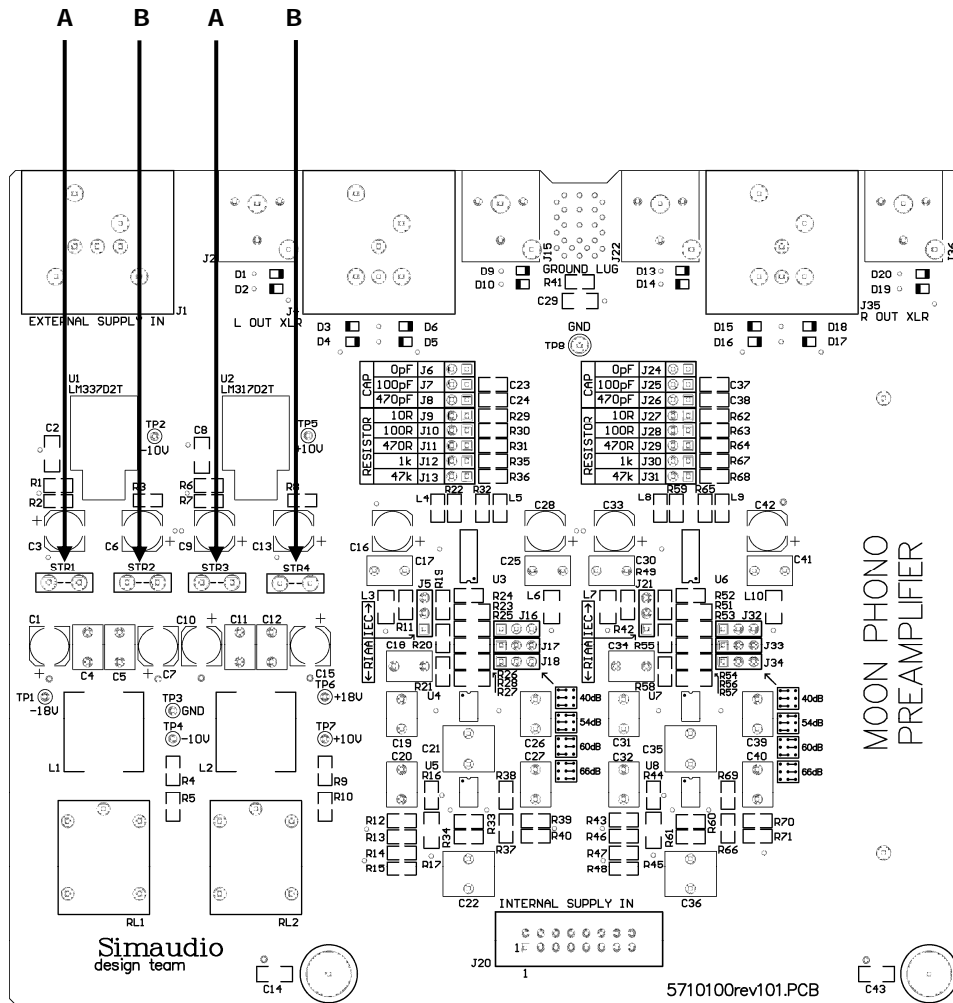 A B A B
J2 J15 J22 J36
D1 D2 D9 D10 D13 D14 D20 D19
GROUND LUG
R41
C29
J1 J4 J35
EXTERNAL SUPPLY IN
L OUT XLR
R OUT XLR
D3 D6 D4 D5
GND
TP8
D15 D18 D16 D17
U1
LM337D2T
U2
LM317D2T
CAP
0pF J6
100pF J7 C23
470pF J8 C24
RESISTOR
10R J9 R29
100R J10 R30
470R J11 R31
1k J12 R35
47k J13 R36
CAP
0pF J24
100pF J25 C37
470pF J26 C38
RESISTOR
10R J27 R62
100R J28 R63
470R J29 R64
1k J30 R67
47k J31 R68
C2 TP2 -10V C8 TP5 +10V
R1 R2 R3 R6 R7 R8
L4 R22 R32 L5 L8 R59 R65 L9
C3 C6 C9 C13 C16 C28 C33 C42
STR1 STR2 STR3 STR4
C17 C25 C30 C41
R49
J5 R19 U3 J21 U6
L3 R24 L6 L7 R52 L10
R23 R51
R11 R25 J16 R42 R53 J32
RIAA IEC
RIAA IEC
C18 R20 J17 C34 R55 J33
J18 J34
R21 R26 R28 R27 R58 R54 R56 R57
C1 C4 C5 C7 C10 C11 C12 C15
TP1 -18V TP3 GND TP6 +18V
TP4 -10V TP7 +10V
U4 U7
40dB
54dB
60dB
66dB
40dB
54dB
60dB
66dB
C19 C21 C26 C31 C35 C39
L1 L2
C20 U5 C27 C32 U8 C40
R4 R5 R9 R10
R16 R38 R44 R69
R12 R13 R14 R15 R34 R33 R39 R40
R17 R37
R43 R46 R47 R48 R61 R60 R70 R71
R45 R66
C22 C36
RL1 RL2
MOON PHONO
PREAMPLIFIER
INTERNAL SUPPLY IN
1
J20
1
Simaudio
design team
C14
5710100rev101.PCB
C43